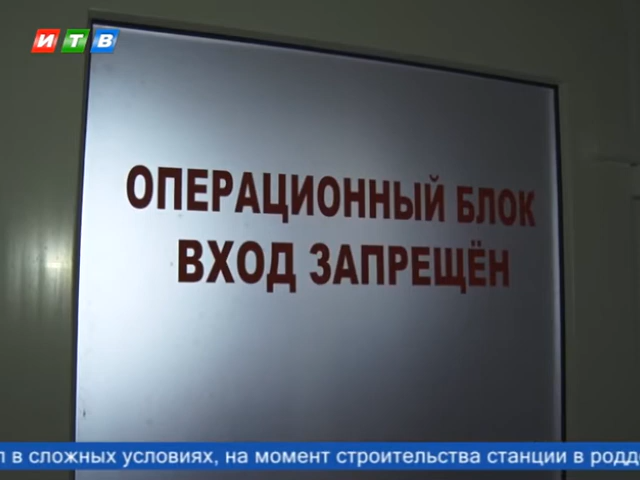 ИТВ
ОПЕРАЦИОННЫЙ БЛОК
ВХОД ЗАПРЕЩЁН
в сложных условиях, на момент строительства станции в